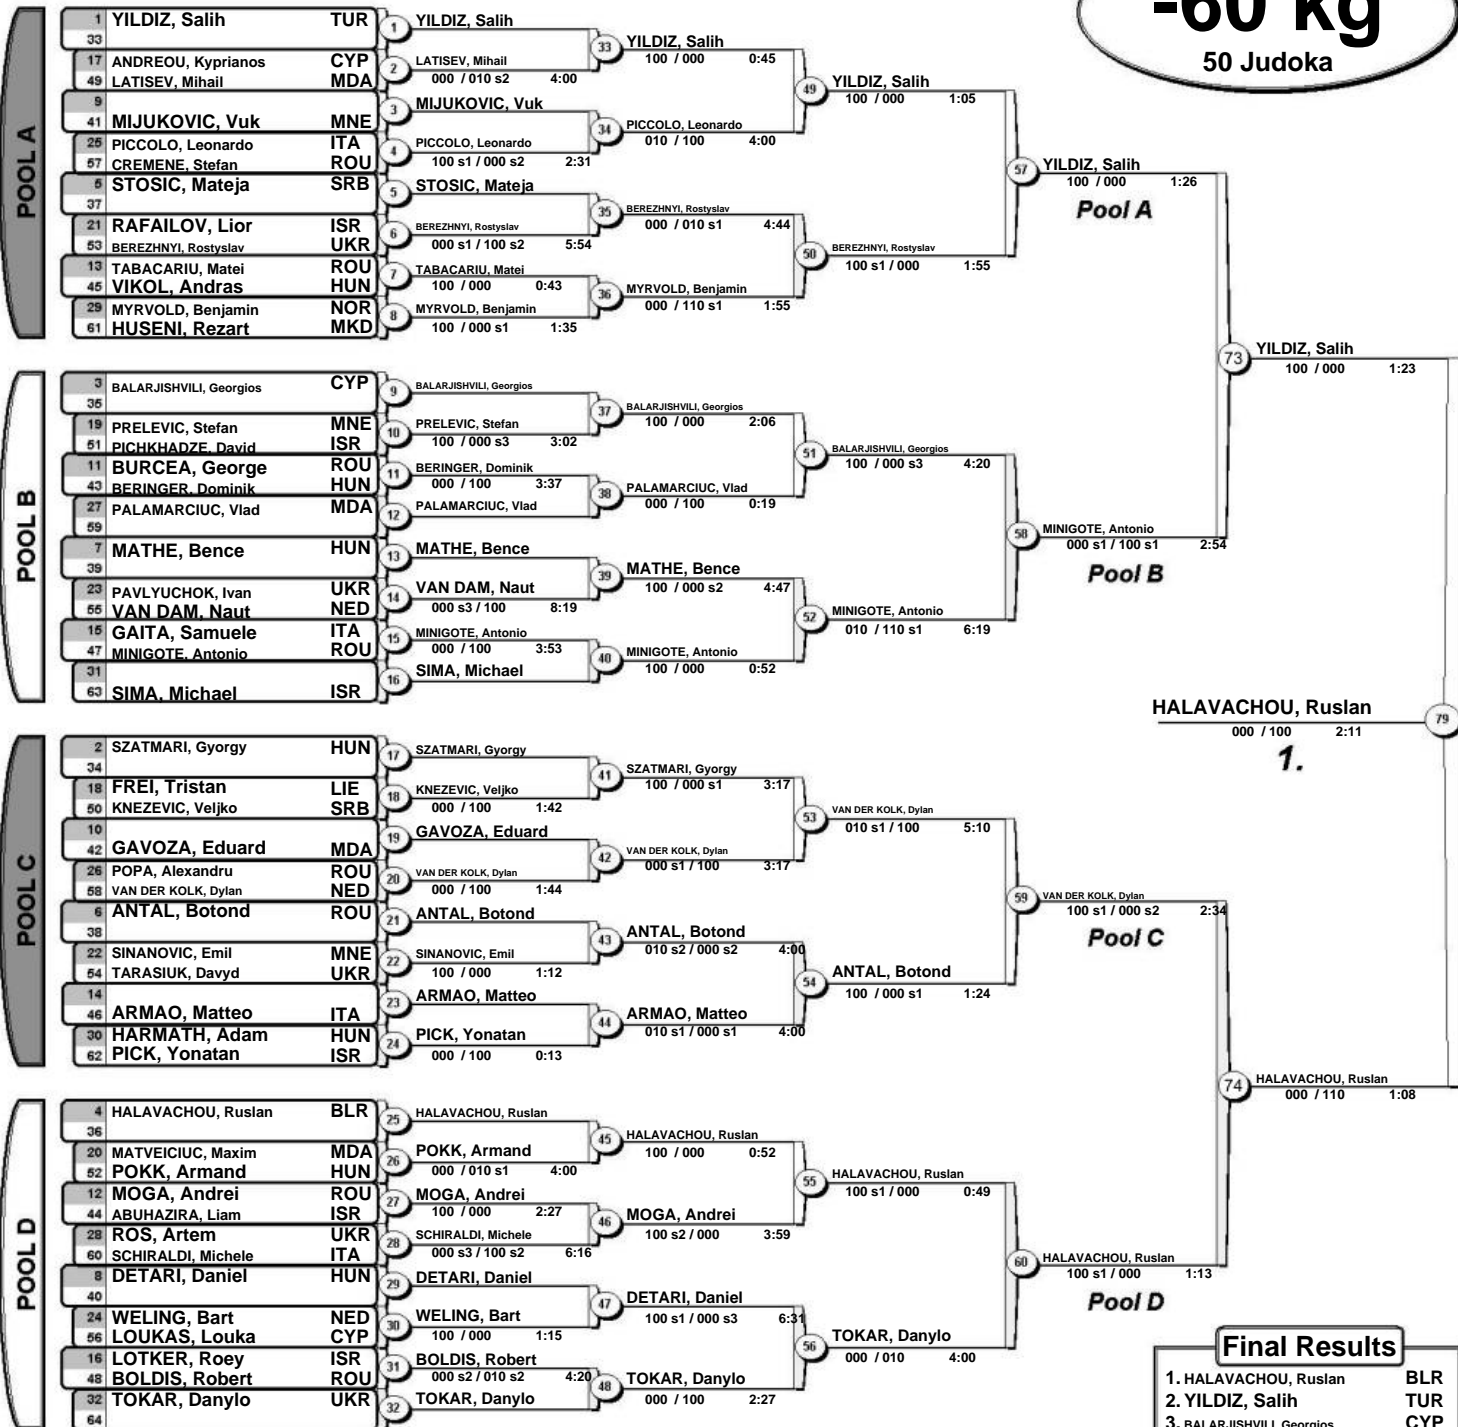 -60 kg
50 Judoka
POOL A
1 YILDIZ, Salih TUR
33
17 ANDREOU, Kyprianos CYP
49 LATISEV, Mihail MDA
9
41 MIJUKOVIC, Vuk MNE
25 PICCOLO, Leonardo ITA
57 CREMENE, Stefan ROU
5 STOSIC, Mateja SRB
37
21 RAFAILOV, Lior ISR
53 BEREZHNYI, Rostyslav UKR
13 TABACARIU, Matei ROU
45 VIKOL, Andras HUN
29 MYRVOLD, Benjamin NOR
61 HUSENI, Rezart MKD
1 YILDIZ, Salih
2 LATISEV, Mihail
000 / 010 s2 4:00
3 MIJUKOVIC, Vuk
4 PICCOLO, Leonardo
100 s1 / 000 s2 2:31
5 STOSIC, Mateja
6 BEREZHNYI, Rostyslav
000 s1 / 100 s2 5:54
7 TABACARIU, Matei
100 / 000 0:43
8 MYRVOLD, Benjamin
100 / 000 s1 1:35
33 YILDIZ, Salih
100 / 000 0:45
34 PICCOLO, Leonardo
010 / 100 4:00
35 BEREZHNYI, Rostyslav
000 / 010 s1 4:44
36 MYRVOLD, Benjamin
000 / 110 s1 1:55
49 YILDIZ, Salih
100 / 000 1:05
50 BEREZHNYI, Rostyslav
100 s1 / 000 1:55
57 YILDIZ, Salih
100 / 000 1:26
Pool A
POOL B
3 BALARJISHVILI, Georgios CYP
35
19 PRELEVIC, Stefan MNE
51 PICHKHADZE, David ISR
11 BURCEA, George ROU
43 BERINGER, Dominik HUN
27 PALAMARCIUC, Vlad MDA
59
7 MATHE, Bence HUN
39
23 PAVLYUCHOK, Ivan UKR
55 VAN DAM, Naut NED
15 GAITA, Samuele ITA
47 MINIGOTE, Antonio ROU
31
63 SIMA, Michael ISR
9 BALARJISHVILI, Georgios
10 PRELEVIC, Stefan
100 / 000 s3 3:02
11 BERINGER, Dominik
000 / 100 3:37
12 PALAMARCIUC, Vlad
13 MATHE, Bence
14 VAN DAM, Naut
000 s3 / 100 8:19
15 MINIGOTE, Antonio
000 / 100 3:53
16 SIMA, Michael
37 BALARJISHVILI, Georgios
100 / 000 2:06
38 PALAMARCIUC, Vlad
000 / 100 0:19
39 MATHE, Bence
100 / 000 s2 4:47
40 MINIGOTE, Antonio
100 / 000 0:52
51 BALARJISHVILI, Georgios
100 / 000 s3 4:20
52 MINIGOTE, Antonio
010 / 110 s1 6:19
58 MINIGOTE, Antonio
000 s1 / 100 s1 2:54
Pool B
73 YILDIZ, Salih
100 / 000 1:23
HALAVACHOU, Ruslan 79
000 / 100 2:11
1.
POOL C
2 SZATMARI, Gyorgy HUN
34
18 FREI, Tristan LIE
50 KNEZEVIC, Veljko SRB
10
42 GAVOZA, Eduard MDA
26 POPA, Alexandru ROU
58 VAN DER KOLK, Dylan NED
6 ANTAL, Botond ROU
38
22 SINANOVIC, Emil MNE
54 TARASIUK, Davyd UKR
14
46 ARMAO, Matteo ITA
30 HARMATH, Adam HUN
62 PICK, Yonatan ISR
17 SZATMARI, Gyorgy
18 KNEZEVIC, Veljko
000 / 100 1:42
19 GAVOZA, Eduard
20 VAN DER KOLK, Dylan
000 / 100 1:44
21 ANTAL, Botond
22 SINANOVIC, Emil
100 / 000 1:12
23 ARMAO, Matteo
24 PICK, Yonatan
000 / 100 0:13
41 SZATMARI, Gyorgy
100 / 000 s1 3:17
42 VAN DER KOLK, Dylan
000 s1 / 100 3:17
43 ANTAL, Botond
010 s2 / 000 s2 4:00
44 ARMAO, Matteo
010 s1 / 000 s1 4:00
53 VAN DER KOLK, Dylan
010 s1 / 100 5:10
54 ANTAL, Botond
100 / 000 s1 1:24
59 VAN DER KOLK, Dylan
100 s1 / 000 s2 2:34
Pool C
POOL D
4 HALAVACHOU, Ruslan BLR
36
20 MATVEICIUC, Maxim MDA
52 POKK, Armand HUN
12 MOGA, Andrei ROU
44 ABUHAZIRA, Liam ISR
28 ROS, Artem UKR
60 SCHIRALDI, Michele ITA
8 DETARI, Daniel HUN
40
24 WELING, Bart NED
56 LOUKAS, Louka CYP
16 LOTKER, Roey ISR
48 BOLDIS, Robert ROU
32 TOKAR, Danylo UKR
64
25 HALAVACHOU, Ruslan
26 POKK, Armand
000 / 010 s1 4:00
27 MOGA, Andrei
100 / 000 2:27
28 SCHIRALDI, Michele
000 s3 / 100 s2 6:16
29 DETARI, Daniel
30 WELING, Bart
100 / 000 1:15
31 BOLDIS, Robert
000 s2 / 010 s2 4:20
32 TOKAR, Danylo
45 HALAVACHOU, Ruslan
100 / 000 0:52
46 MOGA, Andrei
100 s2 / 000 3:59
47 DETARI, Daniel
100 s1 / 000 s3 6:31
48 TOKAR, Danylo
000 / 100 2:27
55 HALAVACHOU, Ruslan
100 s1 / 000 0:49
56 TOKAR, Danylo
000 / 010 4:00
60 HALAVACHOU, Ruslan
100 s1 / 000 1:13
Pool D
74 HALAVACHOU, Ruslan
000 / 110 1:08
Final Results
1. HALAVACHOU, Ruslan BLR
2. YILDIZ, Salih TUR
3. BALARJISHVILI, Georgios CYP